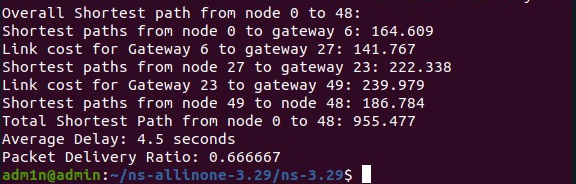 Overall Shortest path from node 0 to 48:
Shortest paths from node 0 to gateway 6: 164.609
Link cost for Gateway 6 to gateway 27: 141.767
Shortest paths from node 27 to gateway 23: 222.338
Link cost for Gateway 23 to gateway 49: 239.979
Shortest paths from node 49 to node 48: 186.784
Total Shortest Path from node 0 to 48: 955.477
Average Delay: 4.5 seconds
Packet Delivery Ratio: 0.666667
adm1n@admin:~/ns-allinone-3.29/ns-3.29$